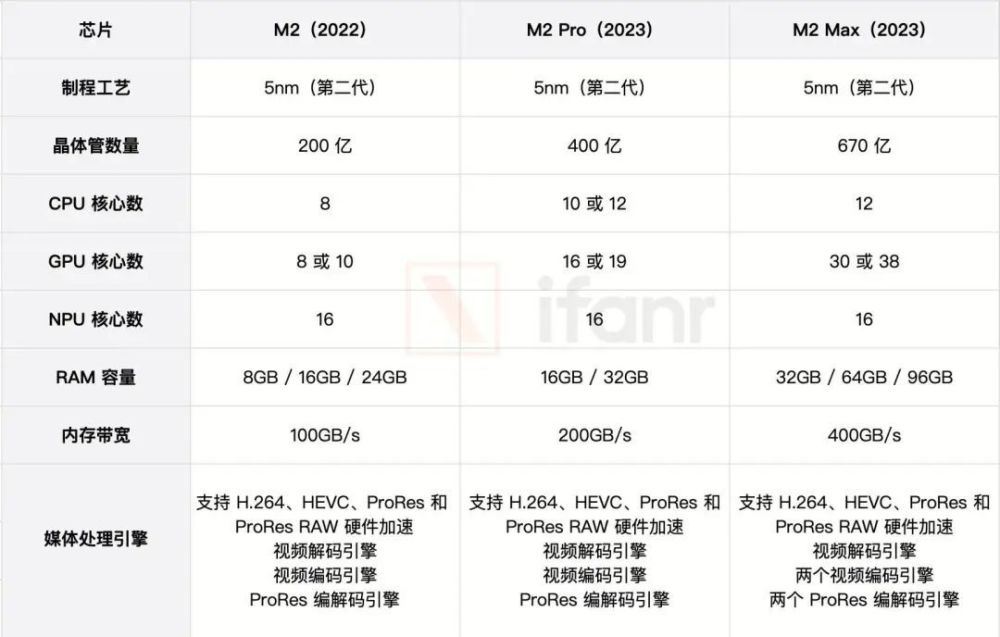 芯片 M2（2022） M2 Pro（2023） M2 Max（2023）
制程工艺 5nm（第二代） 5nm（第二代） 5nm（第二代）
晶体管数量 200 亿 400 亿 670 亿
CPU 核心数 8 10 或 12 12
GPU 核心数 8 或 10 16 或 19 30 或 38
ifanr
NPU 核心数 16 16 16
RAM 容量 8GB / 16GB / 24GB 16GB / 32GB 32GB / 64GB / 96GB
内存带宽 100GB/s 200GB/s 400GB/s
媒体处理引擎
支持 H.264、HEVC、ProRes 和
ProRes RAW 硬件加速
视频解码引擎
视频编码引擎
ProRes 编解码引擎
支持 H.264、HEVC、ProRes 和
ProRes RAW 硬件加速
视频解码引擎
视频编码引擎
ProRes 编解码引擎
支持 H.264、HEVC、ProRes 和
ProRes RAW 硬件加速
视频解码引擎
两个视频编码引擎
两个 ProRes 编解码引擎